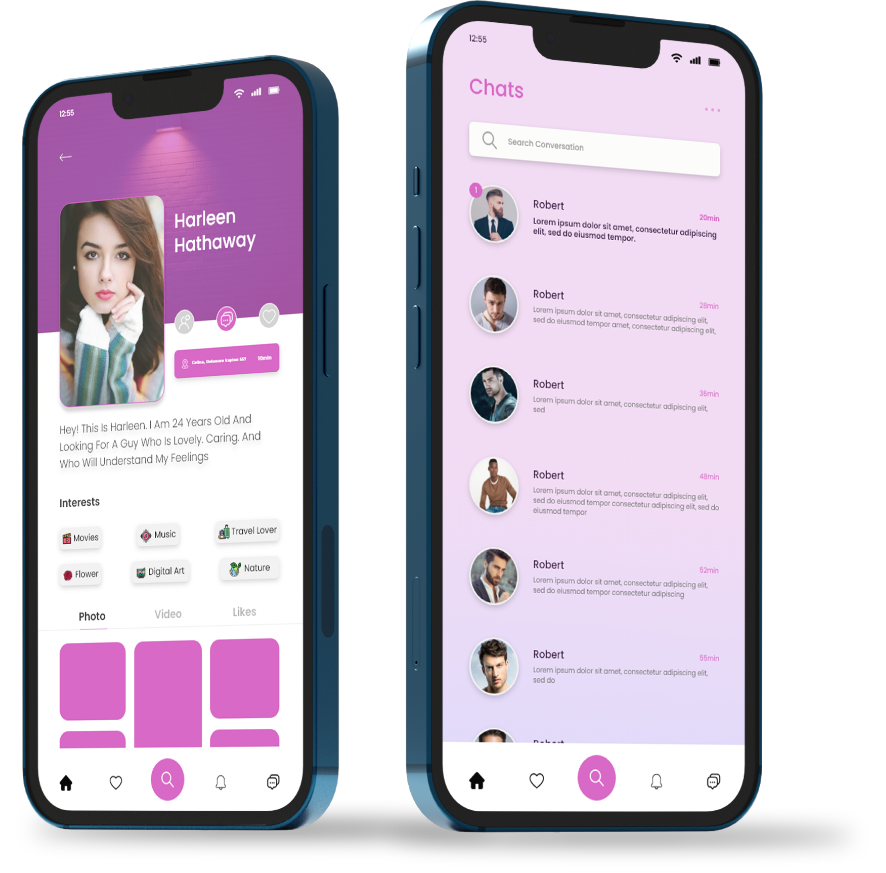 12:55
Harleen
Hathaway
Celina, Delaware Kapten 567 10min
Hey! This Is Harleen. I Am 24 Years Old And
Looking For A Guy Who Is Lovely. Caring. And
Who Will Understand My Feelings
Interests
Movies Music Travel Lover
Flower Digital Art Nature
Photo Video Likes
12:55
Chats
Search Conversation
1
Robert
20min
Lorem ipsum dolor sit amet, consectetur adipiscing
elit, sed do eiusmod tempor.
Robert
28min
Lorem ipsum dolor sit amet, consectetur adipiscing elit,
sed do eiusmod tempor amet, consectetur adipiscing elit,
Robert
36min
Lorem ipsum dolor sit amet, consectetur adipiscing elit,
sed
Robert
48min
Lorem ipsum dolor sit amet, consectetur adipiscing elit,
sed do eiusmod tempor consectetur adipiscing elit, sed do
eiusmod tempor
Robert
52min
Lorem ipsum dolor sit amet, consectetur adipiscing elit,
sed do eiusmod tempor consectetur adipiscing
Robert
55min
Lorem ipsum dolor sit amet, consectetur adipiscing elit,
sed do